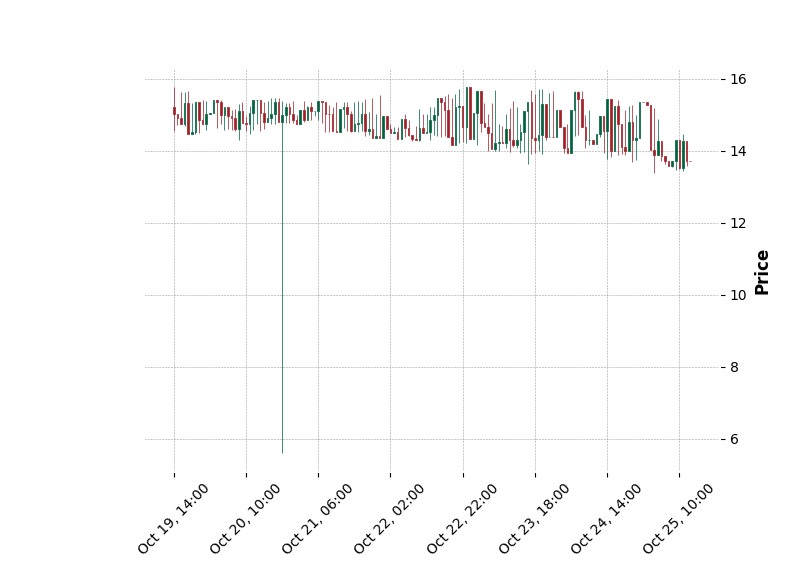 16
14
12
10
8
6
Price
Oct 19, 14:00
Oct 20, 10:00
Oct 21, 06:00
Oct 22, 02:00
Oct 22, 22:00
Oct 23, 18:00
Oct 24, 14:00
Oct 25, 10:00